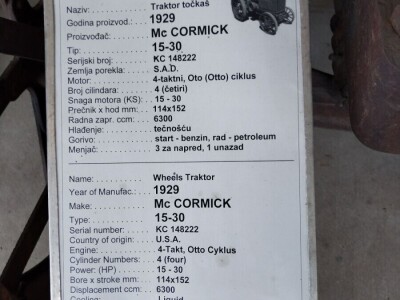 Naziv: Traktor točkaš
Godina proizvod.: 1929
Proizvođač: Mc CORMICK
Tip: 15-30
Serijski broj: KC 148222
Zemlja porekla: S.A.D.
Motor: 4-taktni, Oto (Otto) ciklus
Broj cilindara: 4 (četiri)
Snaga motora (KS): 15 - 30
Prečnik x hod mm: 114x152
Radna zapr. ccm: 6300
Hlađenje: tečnošću
Gorivo: start - benzin, rad - petroleum
Menjač: 3 za napred, 1 unazad
Name: Wheels Traktor
Year of Manufac.: 1929
Make: Mc CORMICK
Type: 15-30
Serial number: KC 148222
Country of origin: U.S.A.
Engine: 4-Takt, Otto Cyklus
Cylinder Numbers: 4 (four)
Power: (HP) 15 - 30
Bore x stroke mm: 114x152
Displacement ccm: 6300
Cooling: Liquid